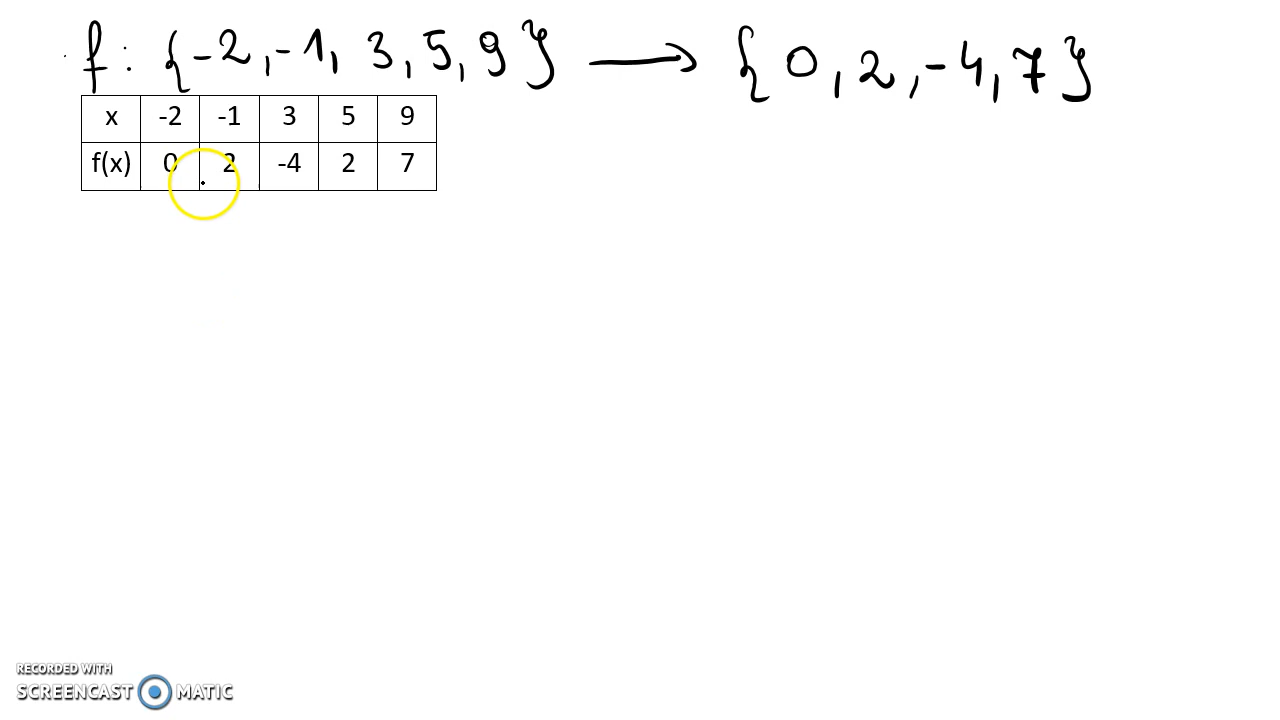 f: {-2, -1, 3, 5, 9} ⟶ {0, 2, -4, 7}
x -2 -1 3 5 9
f(x) 0 2 -4 2 7
RECORDED WITH
SCREENCAST MATIC